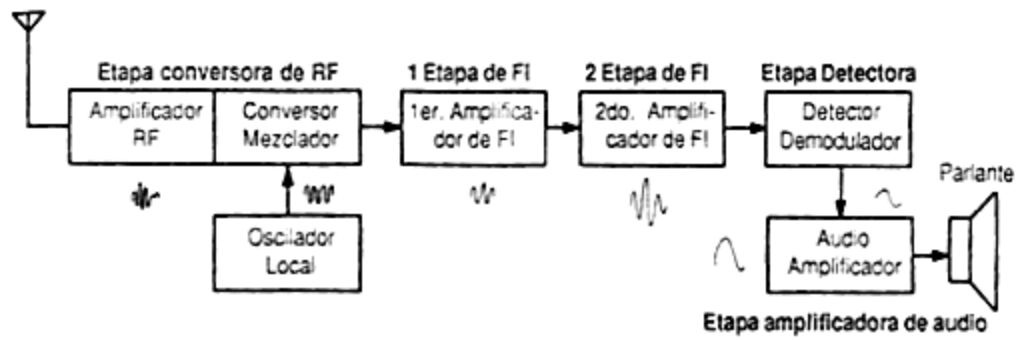 Etapa conversora de RF
Amplificador
RF
Conversor
Mezclador
1 Etapa de FI
1er. Amplifica-
dor de FI
2 Etapa de FI
2do. Amplifi-
cador de FI
Etapa Detectora
Detector
Demodulador
Oscilador
Local
Audio
Amplificador
Parlante
Etapa amplificadora de audio